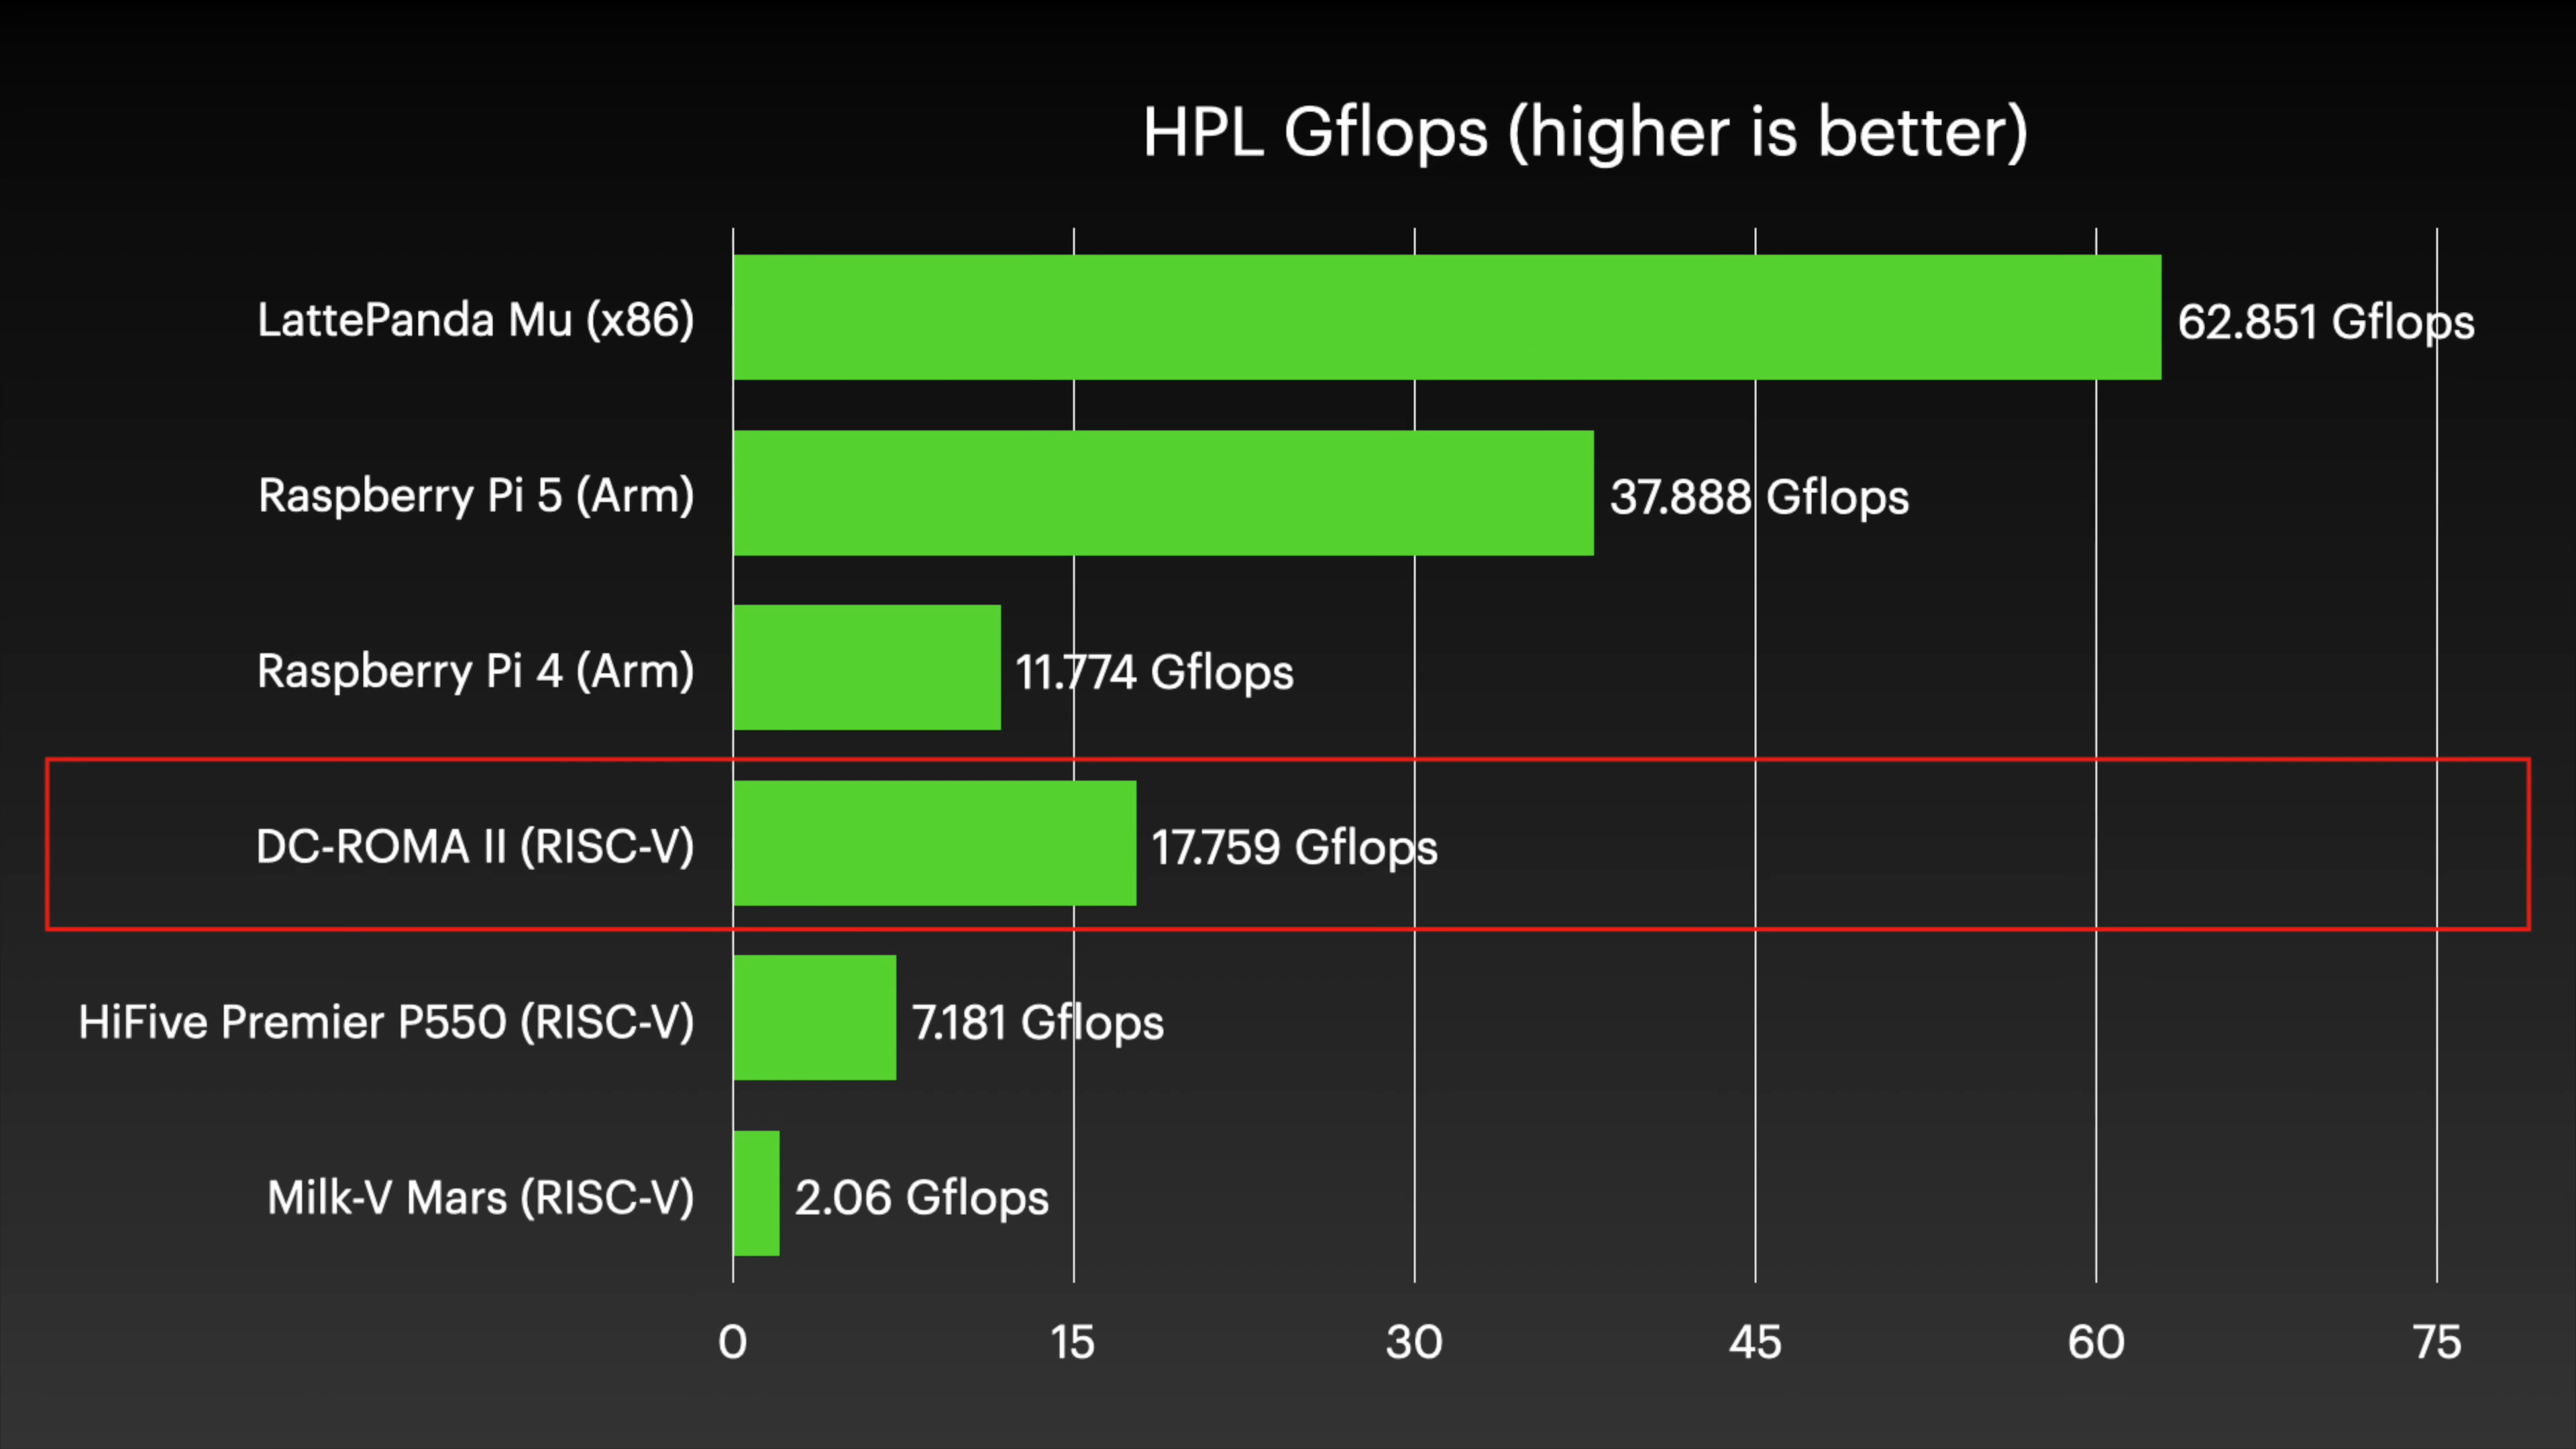 HPL Gflops (higher is better)
LattePanda Mu (x86) 62.851 Gflops
Raspberry Pi 5 (Arm) 37.888 Gflops
Raspberry Pi 4 (Arm) 11.774 Gflops
DC-ROMA II (RISC-V) 17.759 Gflops
HiFive Premier P550 (RISC-V) 7.181 Gflops
Milk-V Mars (RISC-V) 2.06 Gflops
0 15 30 45 60 75